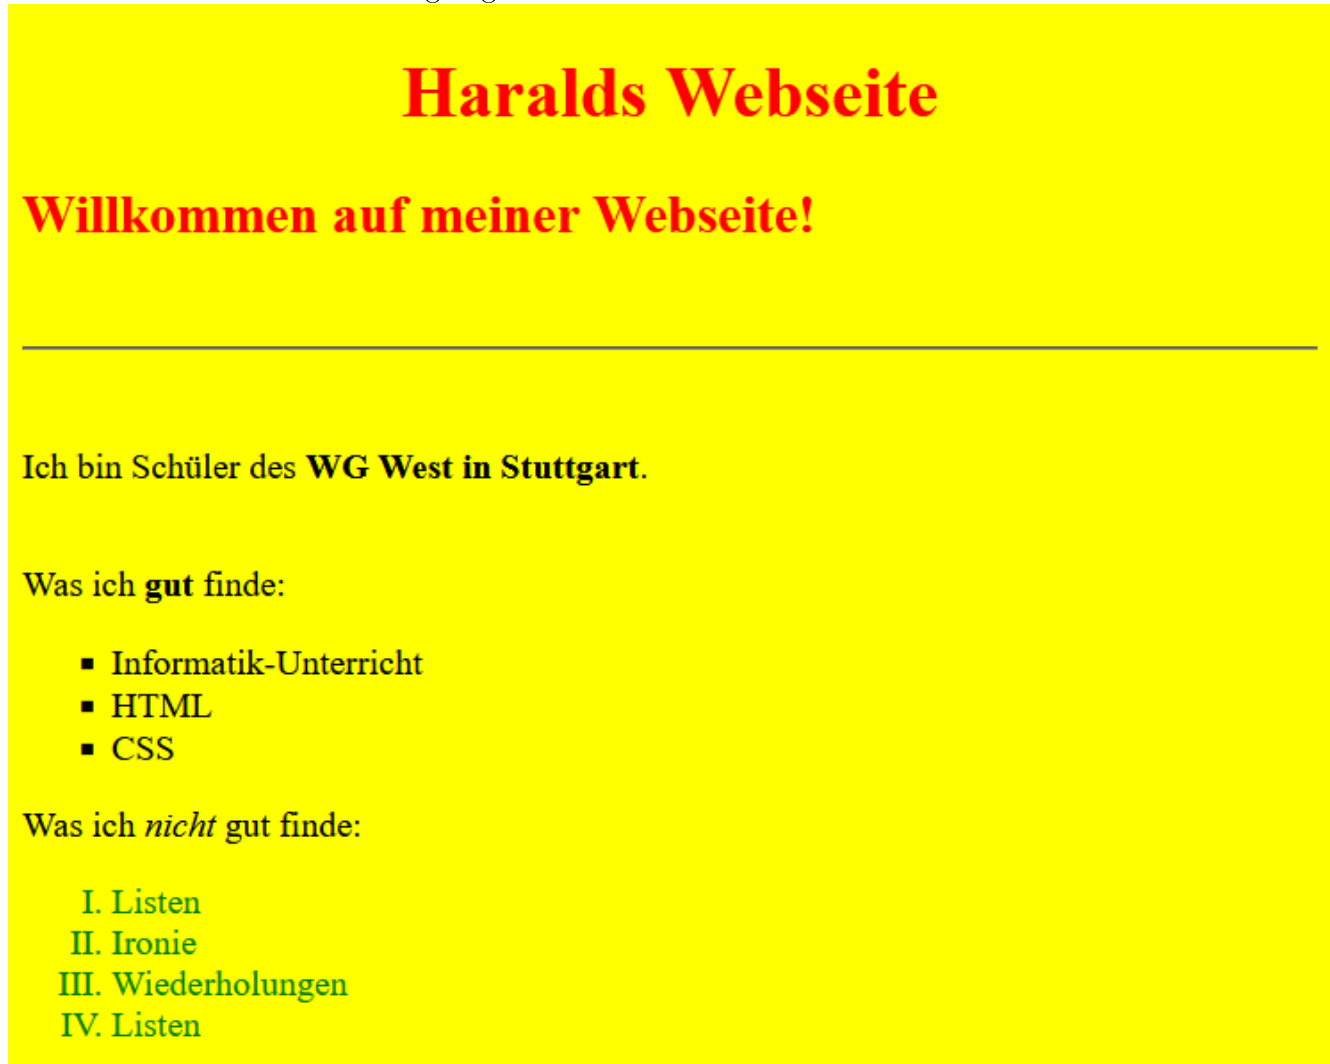 Haralds Webseite
Willkommen auf meiner Webseite!
Ich bin Schüler des WG West in Stuttgart.
Was ich gut finde:
▪ Informatik-Unterricht
▪ HTML
▪ CSS
Was ich nicht gut finde:
I. Listen
II. Ironie
III. Wiederholungen
IV. Listen